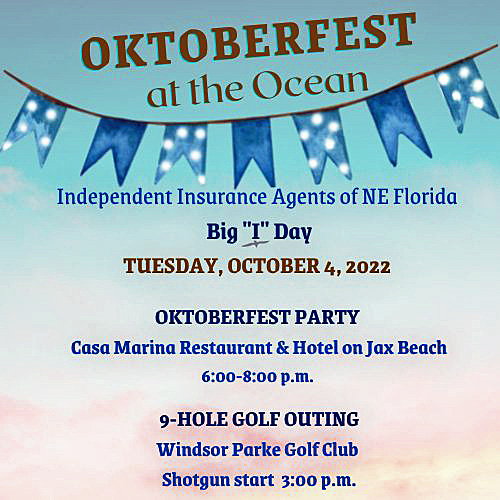 OKTOBERFEST
at the Ocean
Independent Insurance Agents of NE Florida
Big "I" Day
TUESDAY, OCTOBER 4, 2022
OKTOBERFEST PARTY
Casa Marina Restaurant & Hotel on Jax Beach
6:00-8:00 p.m.
9-HOLE GOLF OUTING
Windsor Parke Golf Club
Shotgun start 3:00 p.m.